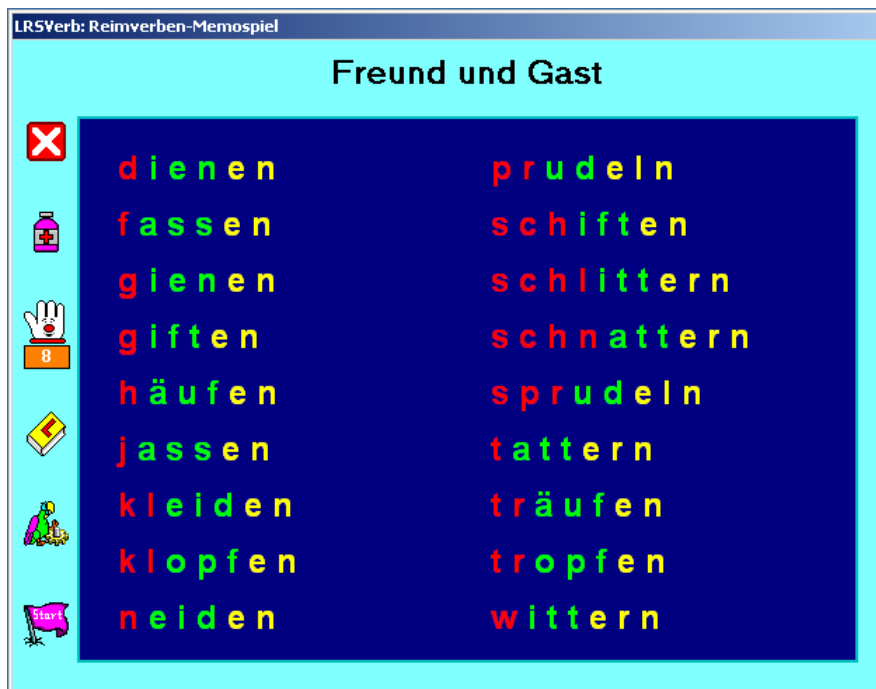 LRSVerb: Reimverben-Memospiel
Freund und Gast
dienen
fassen
gienen
giften
häufen
jassen
kleiden
klopfen
neiden
prudeln
schiften
schlittern
schnattern
sprudeln
tattern
träufen
tropfen
wittern
8
Start